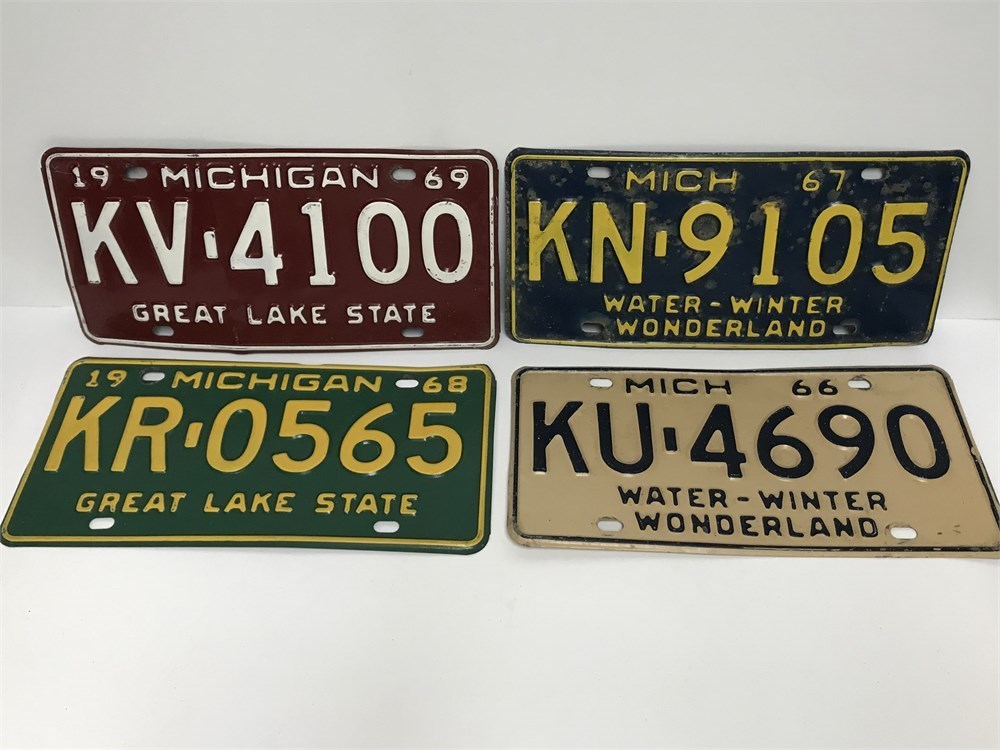 19 MICHIGAN 69
KV-4100
GREAT LAKE STATE
MICH 67
KN-9105
WATER-WINTER
WONDERLAND
19 MICHIGAN 68
KR-0565
GREAT LAKE STATE
MICH 66
KU-4690
WATER-WINTER
WONDERLAND